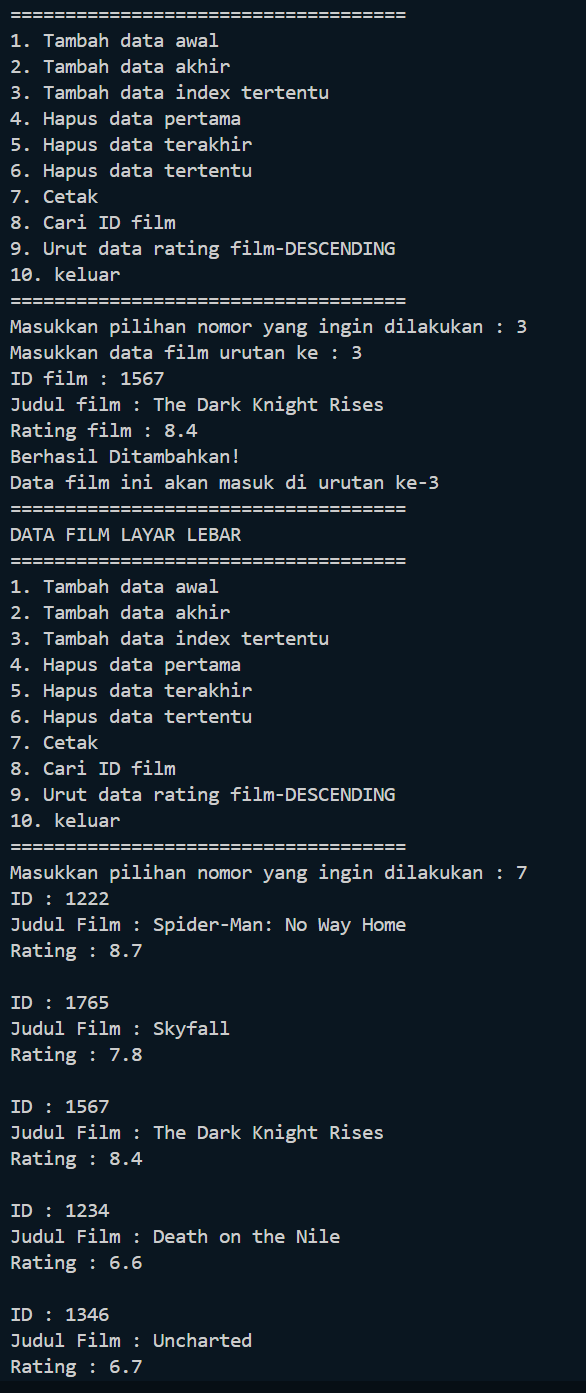 ====================================
1. Tambah data awal
2. Tambah data akhir
3. Tambah data index tertentu
4. Hapus data pertama
5. Hapus data terakhir
6. Hapus data tertentu
7. Cetak
8. Cari ID film
9. Urut data rating film-DESCENDING
10. keluar
====================================
Masukkan pilihan nomor yang ingin dilakukan : 3
Masukkan data film urutan ke : 3
ID film : 1567
Judul film : The Dark Knight Rises
Rating film : 8.4
Berhasil Ditambahkan!
Data film ini akan masuk di urutan ke-3
====================================
DATA FILM LAYAR LEBAR
====================================
1. Tambah data awal
2. Tambah data akhir
3. Tambah data index tertentu
4. Hapus data pertama
5. Hapus data terakhir
6. Hapus data tertentu
7. Cetak
8. Cari ID film
9. Urut data rating film-DESCENDING
10. keluar
====================================
Masukkan pilihan nomor yang ingin dilakukan : 7
ID : 1222
Judul Film : Spider-Man: No Way Home
Rating : 8.7

ID : 1765
Judul Film : Skyfall
Rating : 7.8

ID : 1567
Judul Film : The Dark Knight Rises
Rating : 8.4

ID : 1234
Judul Film : Death on the Nile
Rating : 6.6

ID : 1346
Judul Film : Uncharted
Rating : 6.7